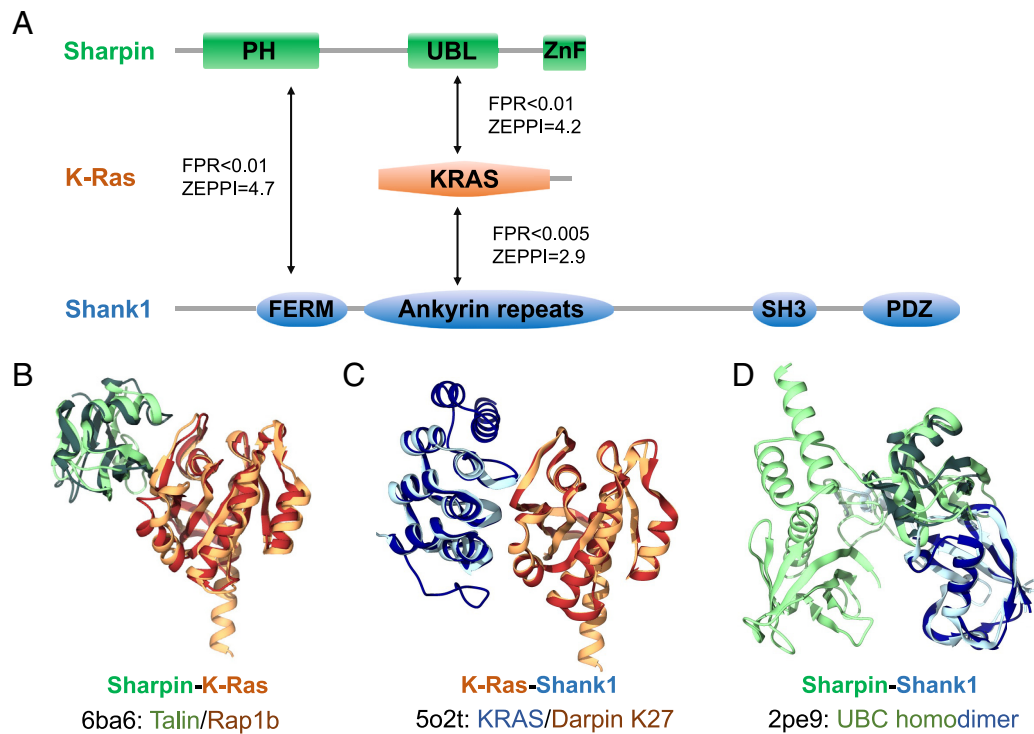 A
Sharpin PH UBL ZnF
FPR<0.01
ZEPPI=4.2
FPR<0.01
ZEPPI=4.7
K-Ras KRAS
FPR<0.005
ZEPPI=2.9
Shank1 FERM Ankyrin repeats SH3 PDZ
B
Sharpin-K-Ras
6ba6: Talin/Rap1b
C
K-Ras-Shank1
5o2t: KRAS/Darpin K27
D
Sharpin-Shank1
2pe9: UBC homodimer